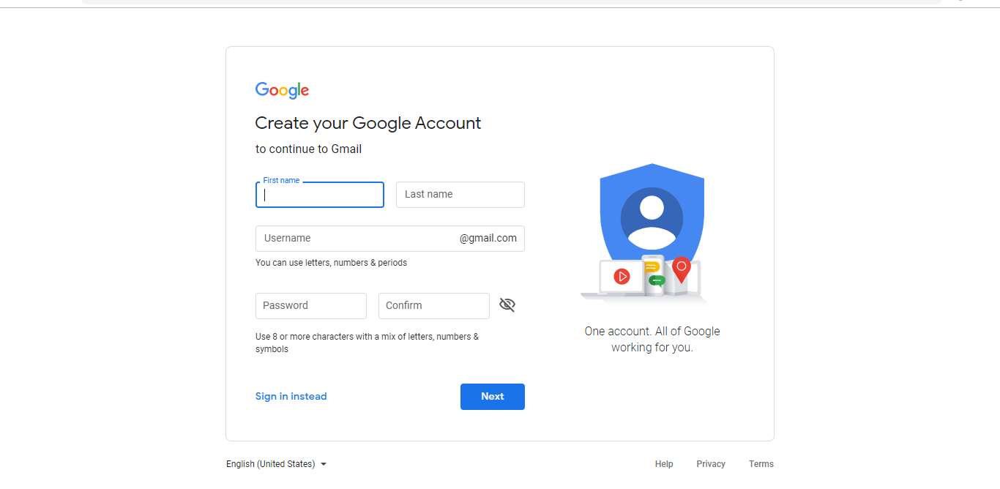 Google
Create your Google Account
to continue to Gmail
First name
Last name
Username @gmail.com
You can use letters, numbers & periods
Password
Confirm
Use 8 or more characters with a mix of letters, numbers &
symbols
Sign in instead
Next
One account. All of Google
working for you.
English (United States)
Help
Privacy
Terms